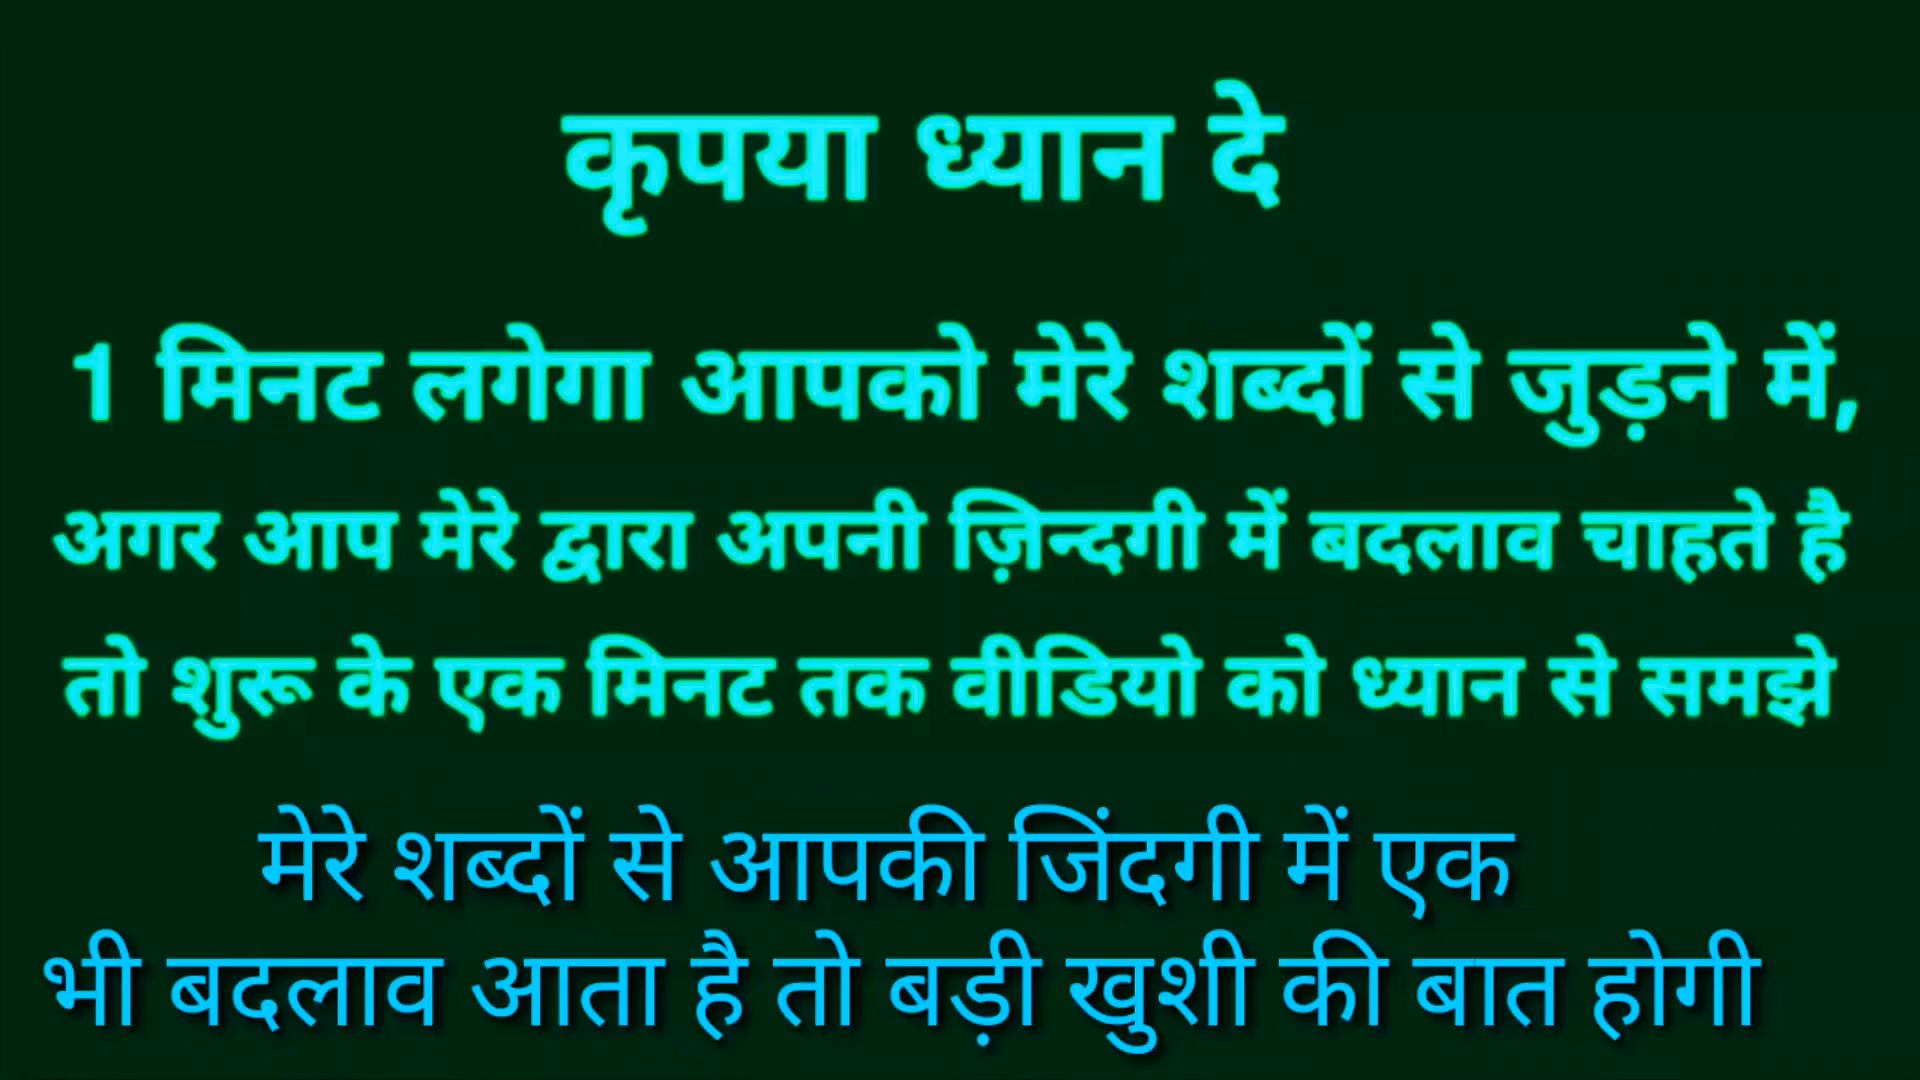 कृपया ध्यान दे
1 मिनट लगेगा आपको मेरे शब्दों से जुड़ने में,
अगर आप मेरे द्वारा अपनी ज़िन्दगी में बदलाव चाहते है
तो शुरू के एक मिनट तक वीडियो को ध्यान से समझे
मेरे शब्दों से आपकी जिंदगी में एक
भी बदलाव आता है तो बड़ी खुशी की बात होगी